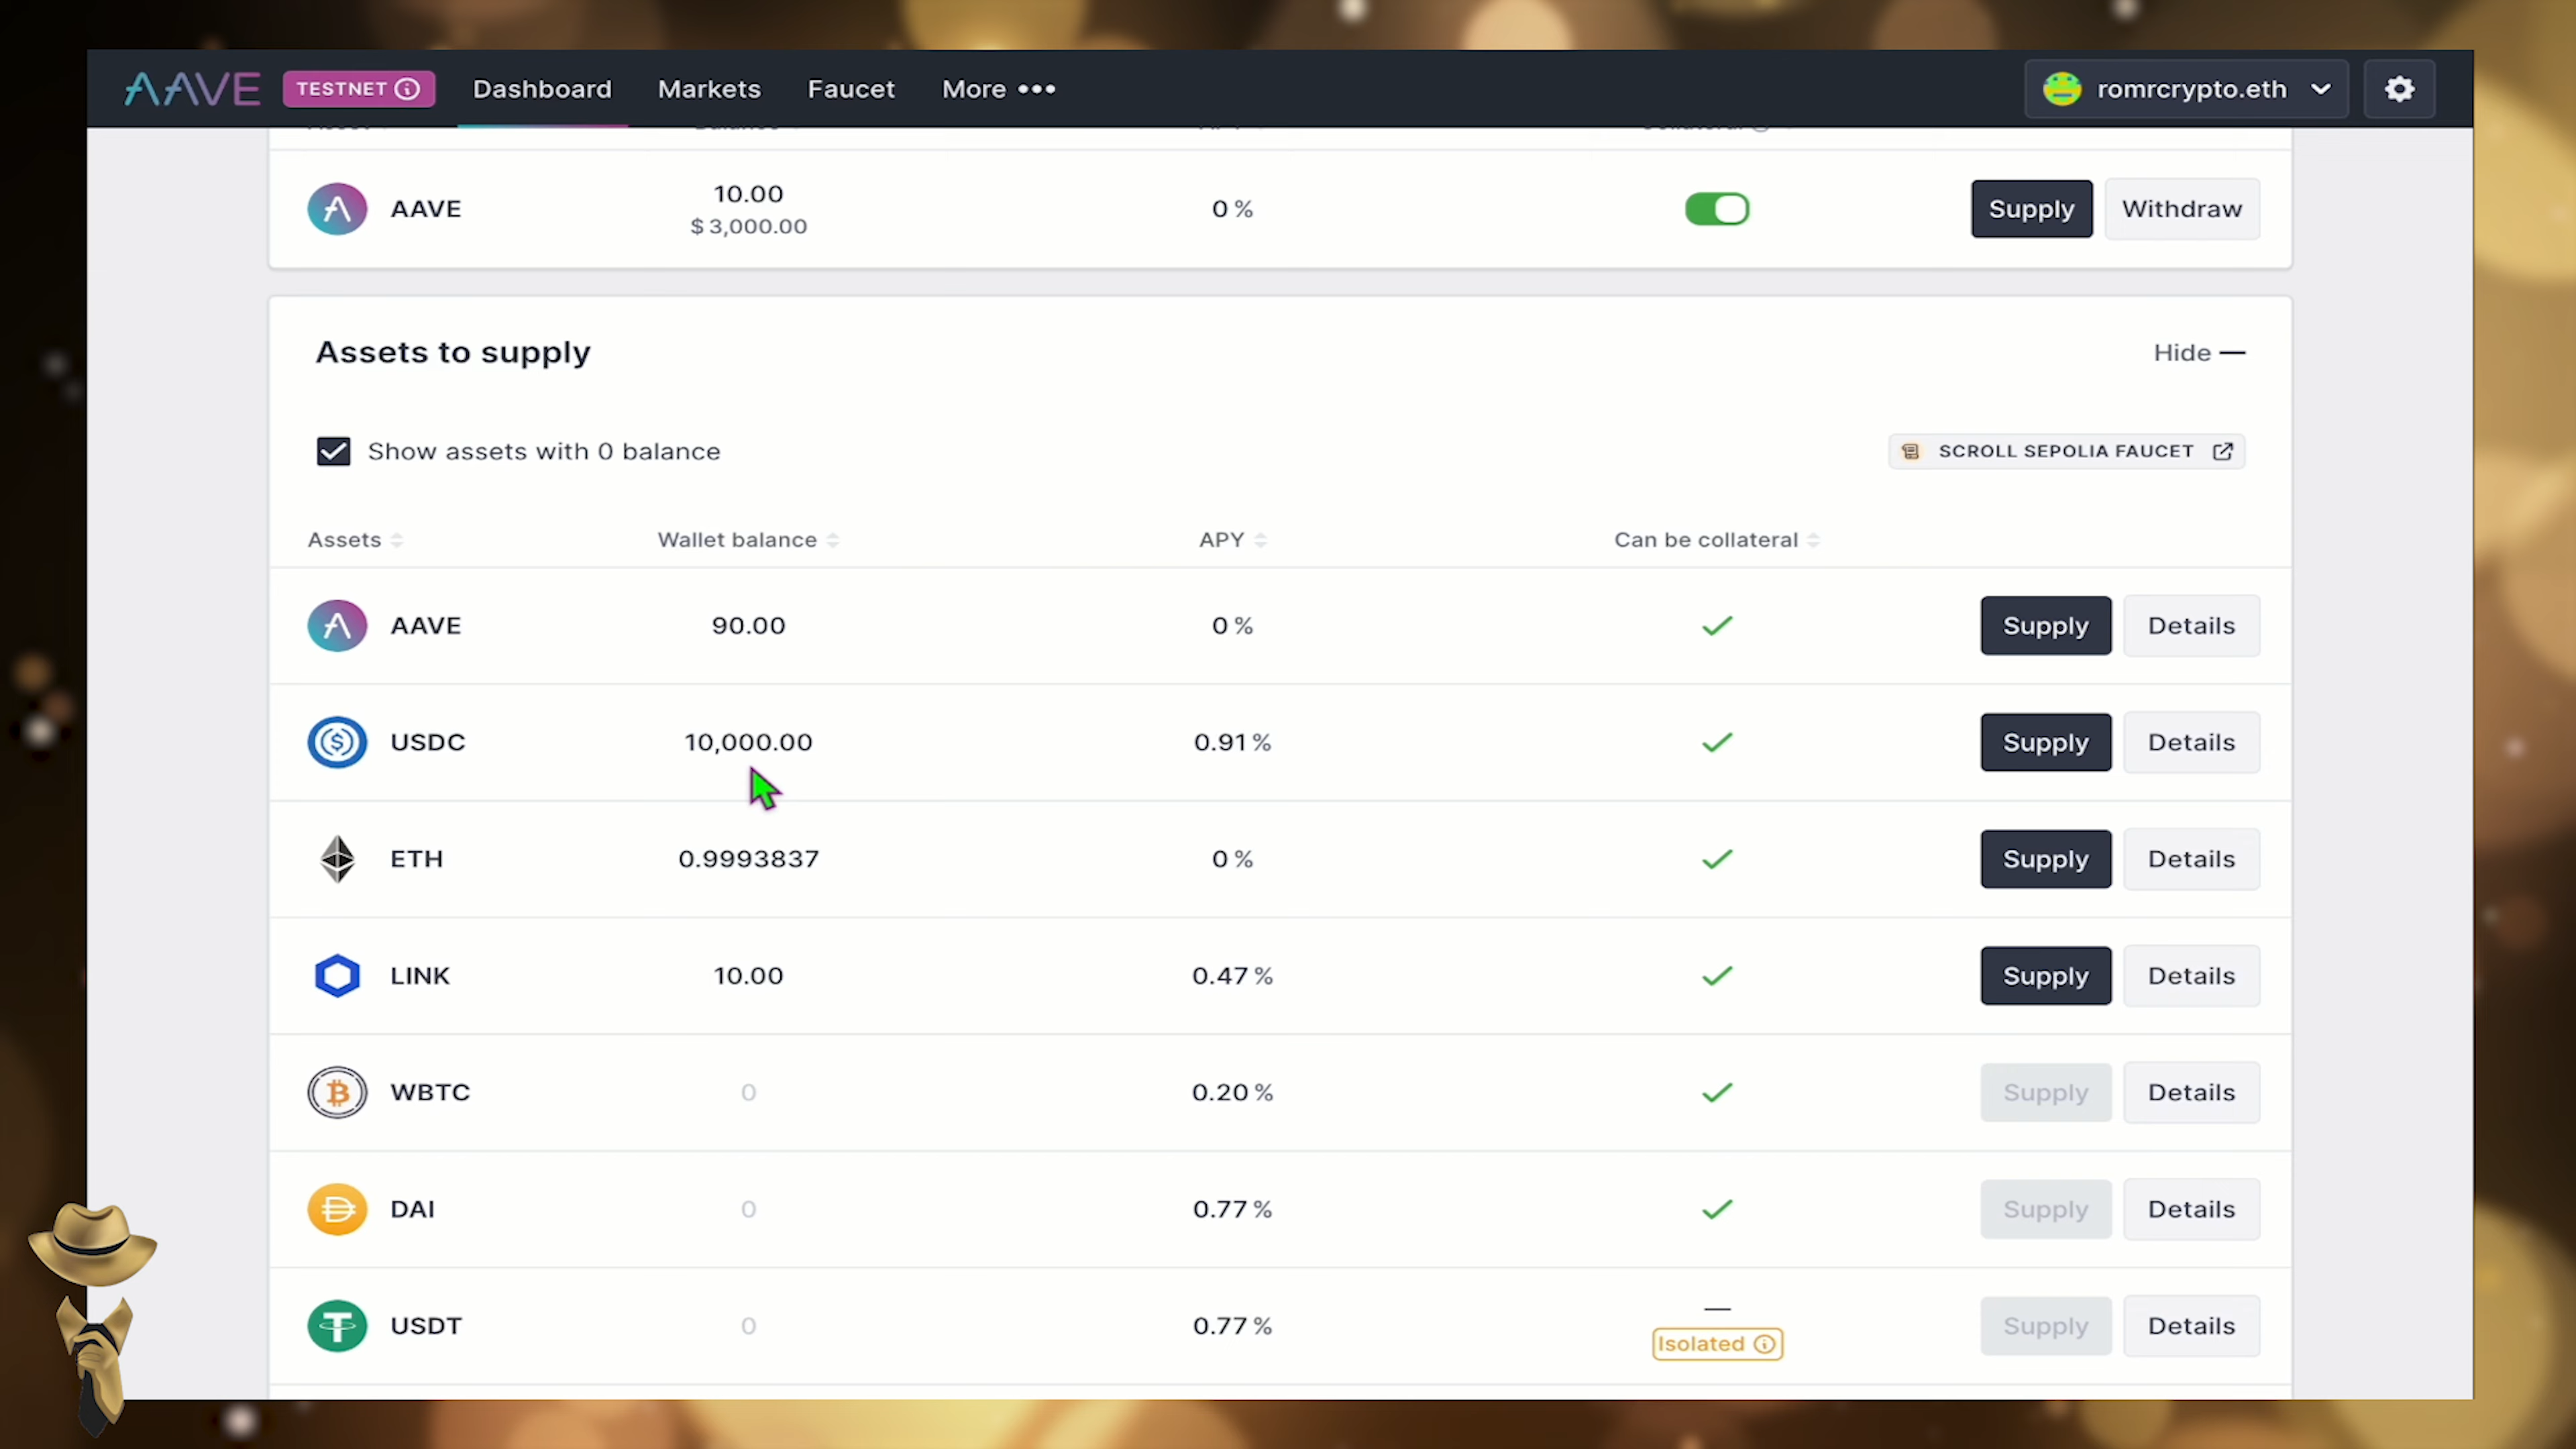 AAVE TESTNET Dashboard Markets Faucet More ••• romrcrypto.eth
AAVE 10.00 0 % Supply Withdraw
$ 3,000.00
Assets to supply Hide —
Show assets with 0 balance SCROLL SEPOLIA FAUCET
Assets Wallet balance APY Can be collateral
AAVE 90.00 0 % Supply Details
USDC 10,000.00 0.91 % Supply Details
ETH 0.9993837 0 % Supply Details
LINK 10.00 0.47 % Supply Details
WBTC 0 0.20 % Supply Details
DAI 0 0.77 % Supply Details
USDT 0 0.77 % — Supply Details
Isolated